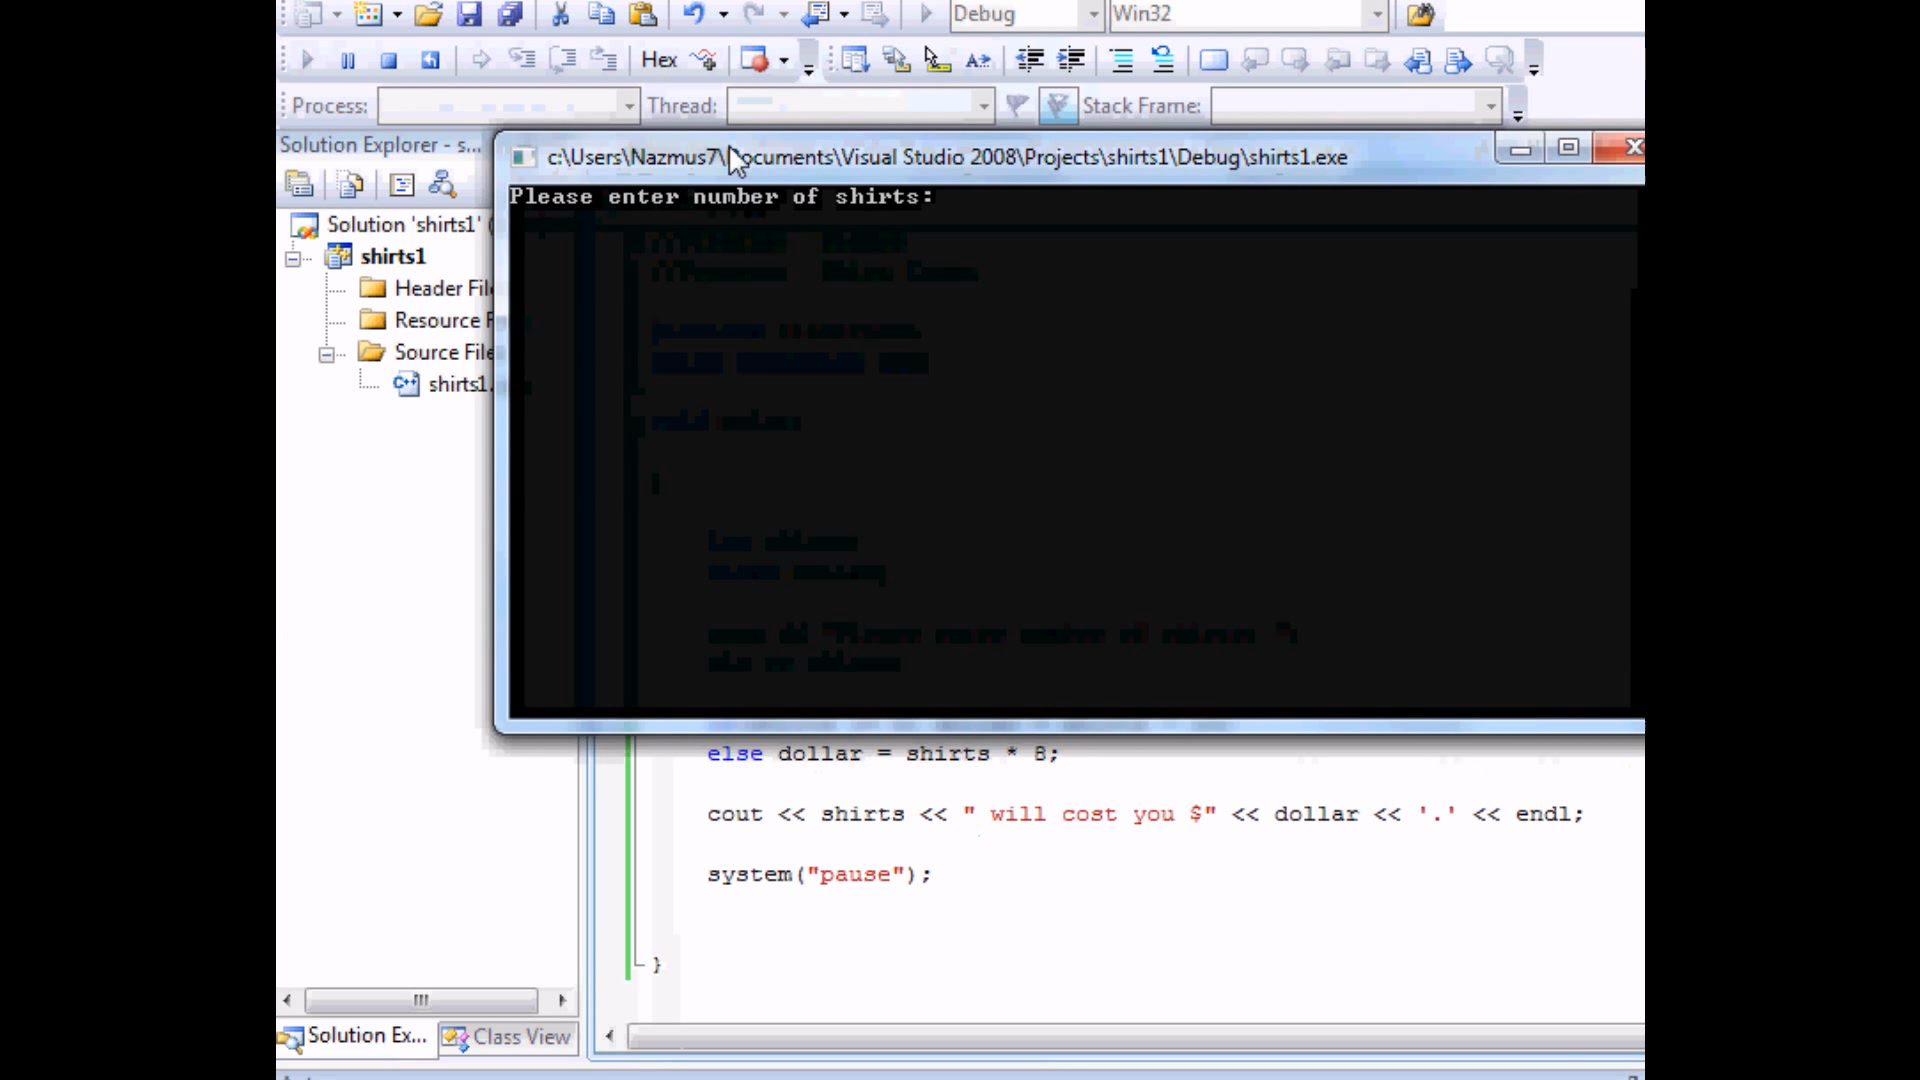 Debug
Win32
Hex
Process:
Thread:
Stack Frame:
Solution Explorer - s...
c:\Users\Nazmus7\Documents\Visual Studio 2008\Projects\shirts1\Debug\shirts1.exe
Please enter number of shirts:
Solution 'shirts1' (
shirts1
Header File
Resource F
Source File
shirts1.
else dollar = shirts * 8;
cout << shirts << " will cost you $" << dollar << '.' << endl;
system("pause");
}
Solution Ex...
Class View